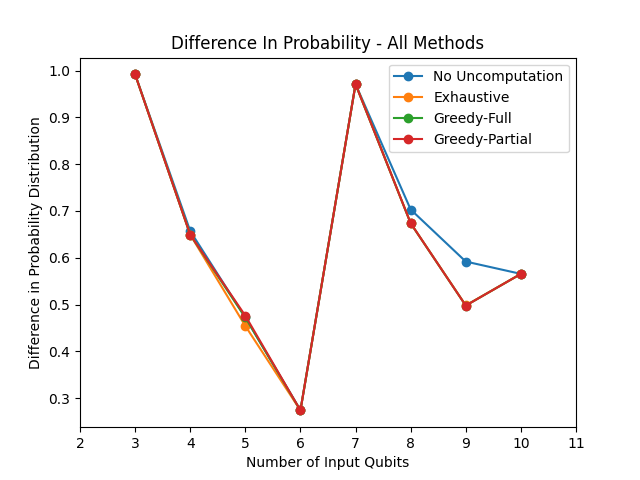 Difference In Probability - All Methods
Difference in Probability Distribution
1.0
0.9
0.8
0.7
0.6
0.5
0.4
0.3
No Uncomputation
Exhaustive
Greedy-Full
Greedy-Partial
2 3 4 5 6 7 8 9 10 11
Number of Input Qubits